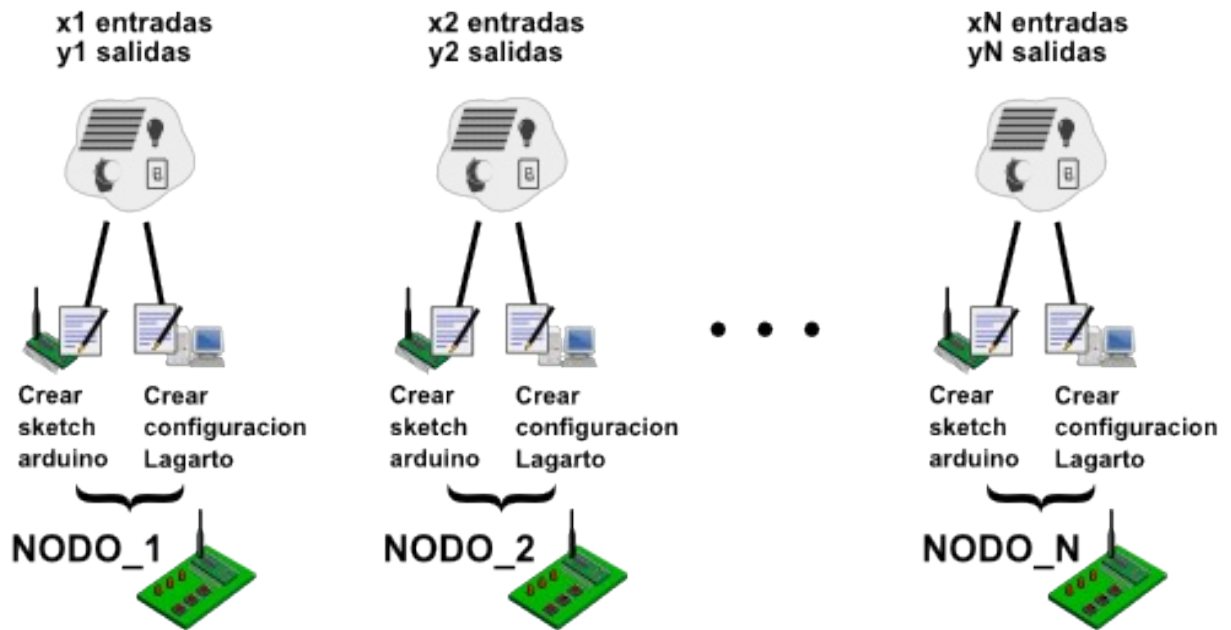 x1 entradas
y1 salidas
x2 entradas
y2 salidas
xN entradas
yN salidas
Crear
sketch
arduino
Crear
configuracion
Lagarto
Crear
sketch
arduino
Crear
configuracion
Lagarto
Crear
sketch
arduino
Crear
configuracion
Lagarto
NODO_1
NODO_2
NODO_N